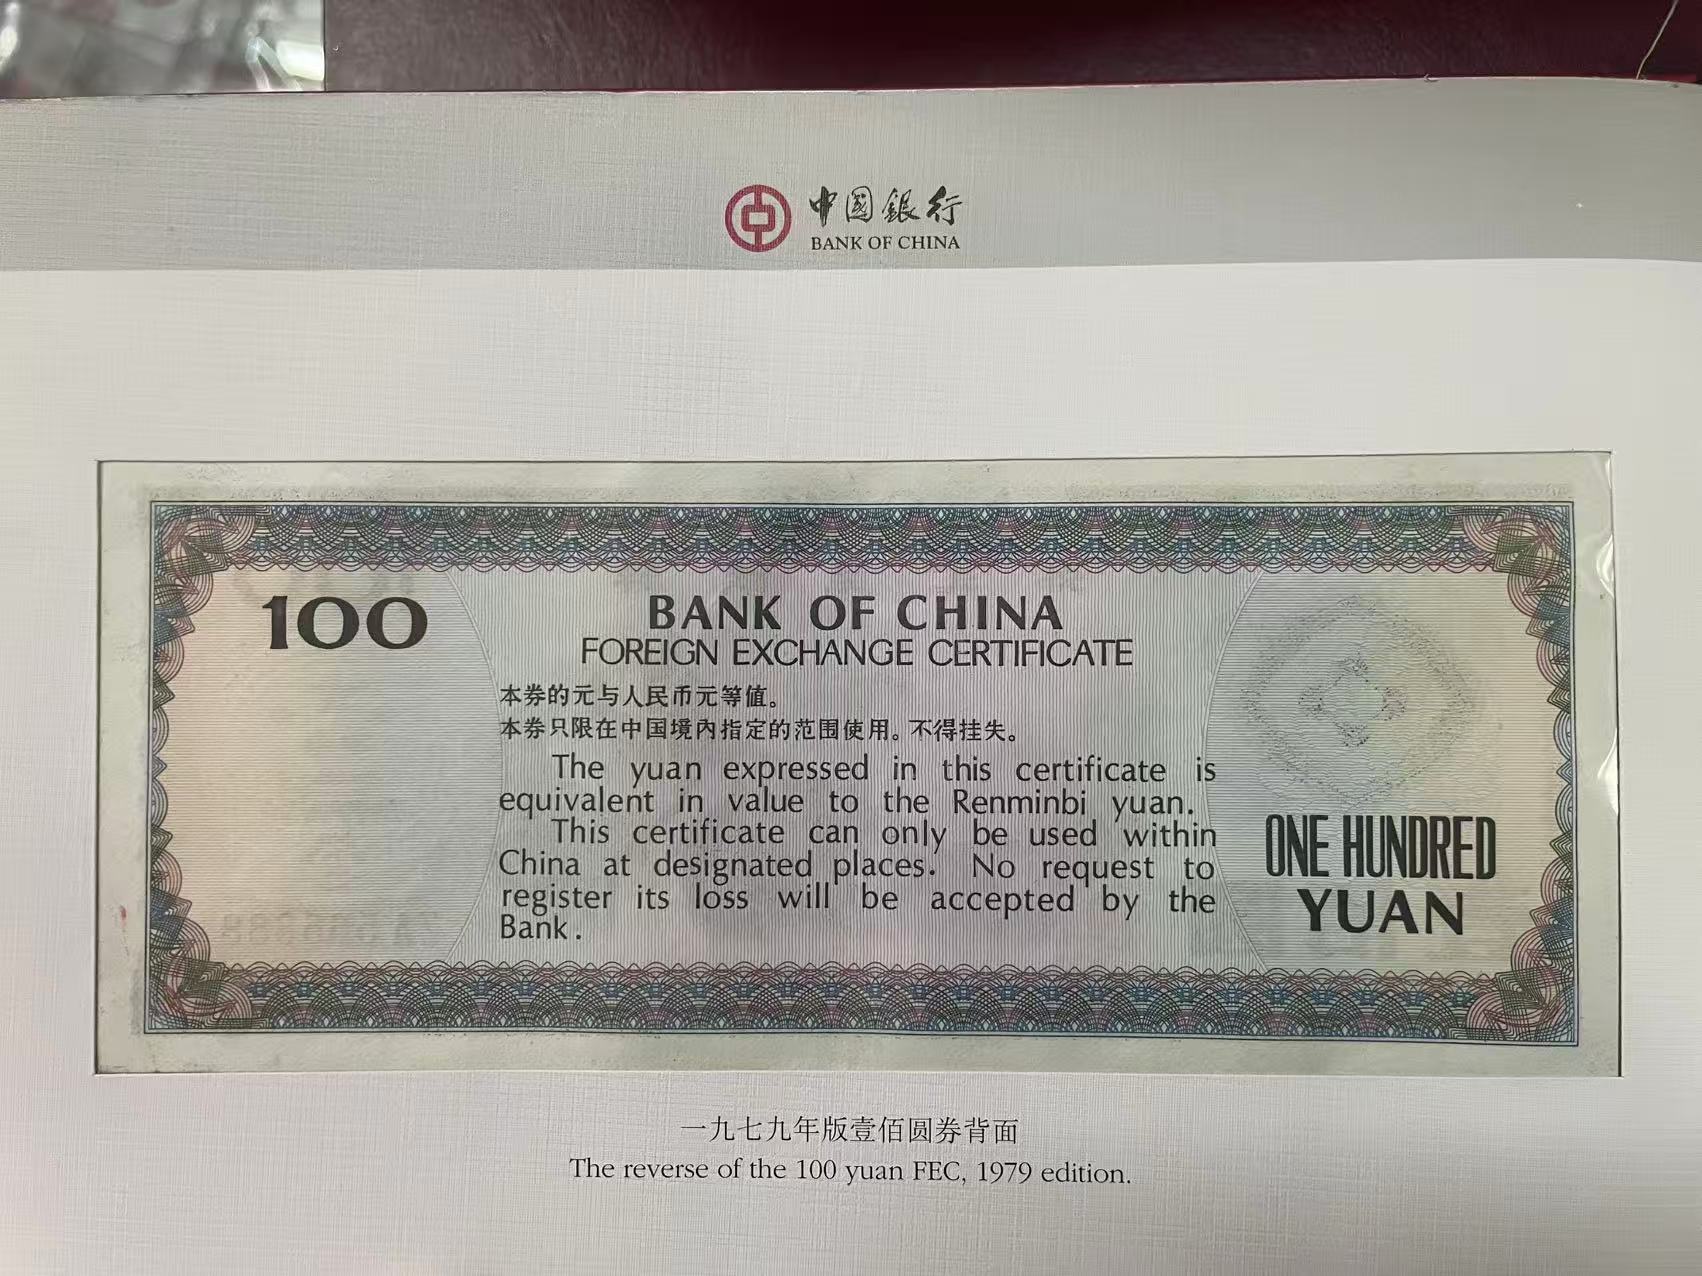 中國銀行
BANK OF CHINA
100
BANK OF CHINA
FOREIGN EXCHANGE CERTIFICATE
本券的元与人民币元等值。
本券只限在中国境内指定的范围使用。不得挂失。
The yuan expressed in this certificate is
equivalent in value to the Renminbi yuan.
This certificate can only be used within
China at designated places. No request to
register its loss will be accepted by the
Bank.
ONE HUNDRED
YUAN
一九七九年版壹佰圆券背面
The reverse of the 100 yuan FEC, 1979 edition.